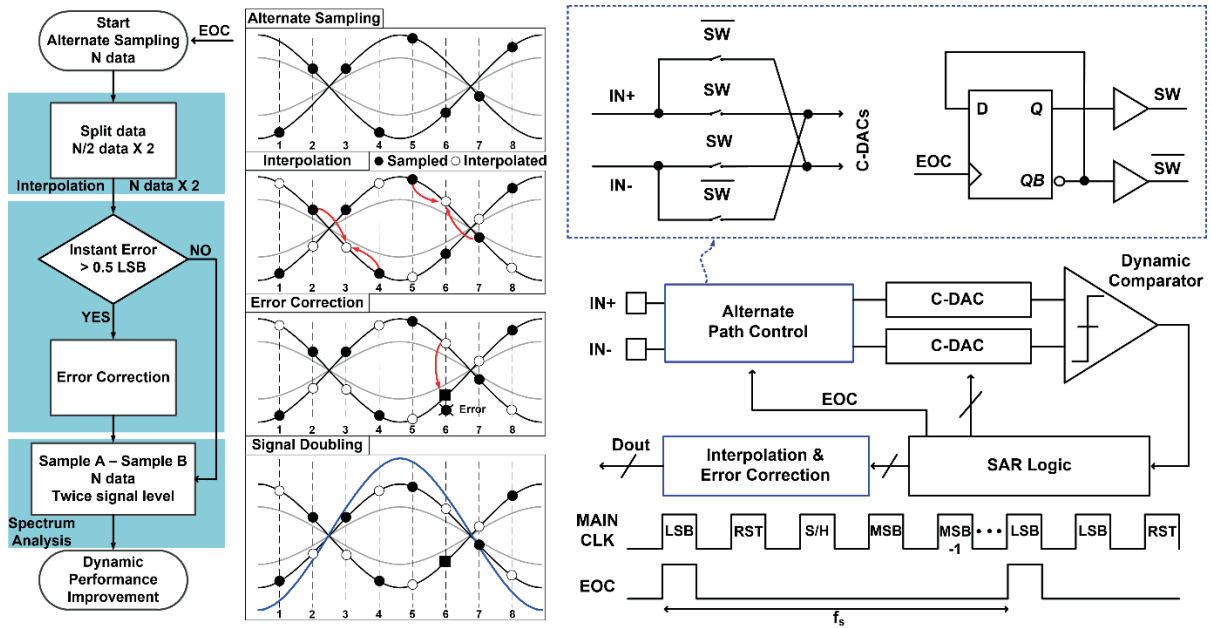 Start
Alternate Sampling
N data
EOC
Split data
N/2 data X 2
Interpolation
N data X 2
Instant Error
> 0.5 LSB
NO
YES
Error Correction
Sample A – Sample B
N data
Twice signal level
Spectrum
Analysis
Dynamic
Performance
Improvement
Alternate Sampling
1 2 3 4 5 6 7 8
Interpolation
Sampled
Interpolated
1 2 3 4 5 6 7 8
Error Correction
Error
1 2 3 4 5 6 7 8
Signal Doubling
1 2 3 4 5 6 7 8
SW
SW
IN+
SW
IN-
SW
C-DACs
D
Q
SW
EOC
QB
SW
IN+
IN-
Alternate
Path Control
C-DAC
C-DAC
Dynamic
Comparator
EOC
Dout
Interpolation &
Error Correction
SAR Logic
MAIN
CLK
LSB
RST
S/H
MSB
MSB
-1
LSB
LSB
RST
EOC
fs